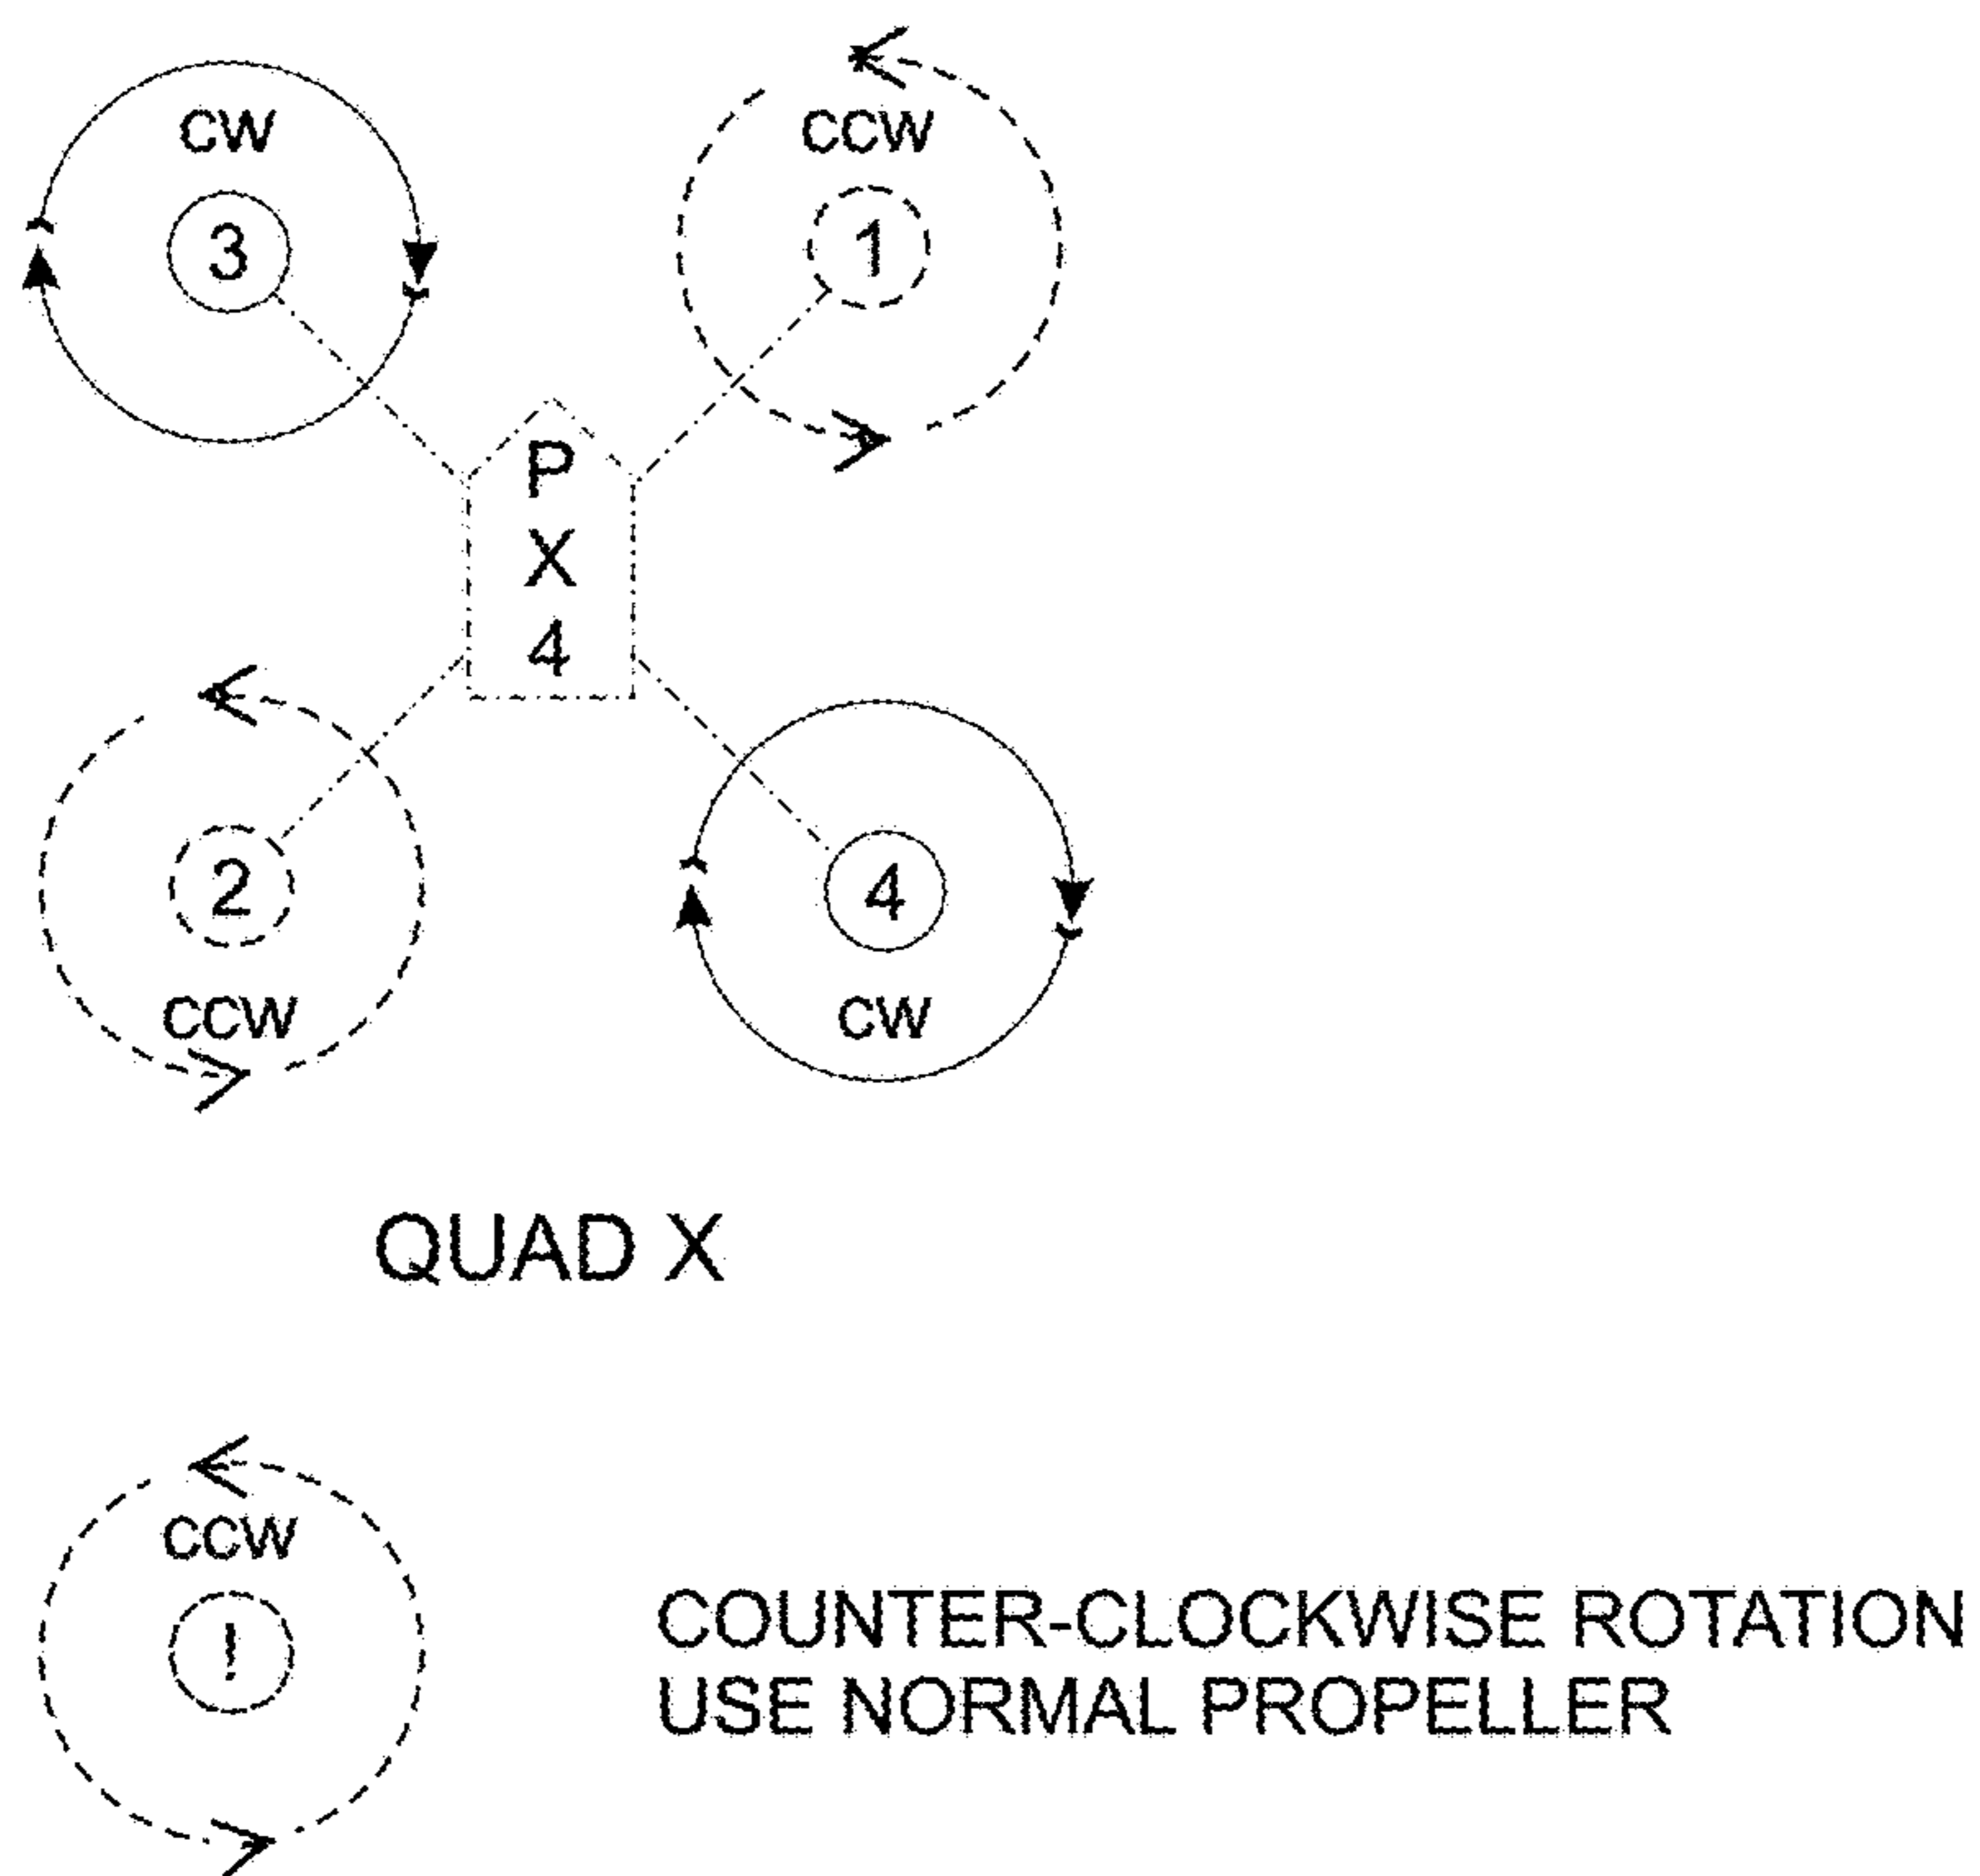 CW
CCW
3
1
P
X
4
2
4
CCW
CW
QUAD X
CCW
!
COUNTER-CLOCKWISE ROTATION
USE NORMAL PROPELLER